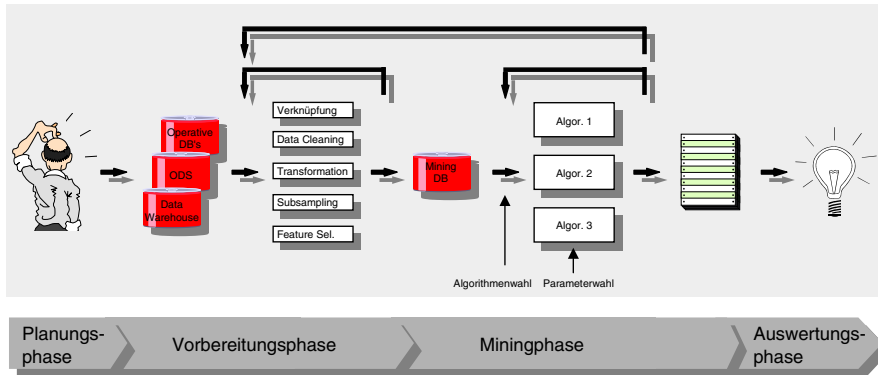 Operative
DB's
ODS
Data
Warehouse
Verknüpfung
Data Cleaning
Transformation
Subsampling
Feature Sel.
Mining
DB
Algor. 1
Algor. 2
Algor. 3
Algorithmenwahl
Parameterwahl
Planungs-
phase
Vorbereitungsphase
Miningphase
Auswertungs-
phase